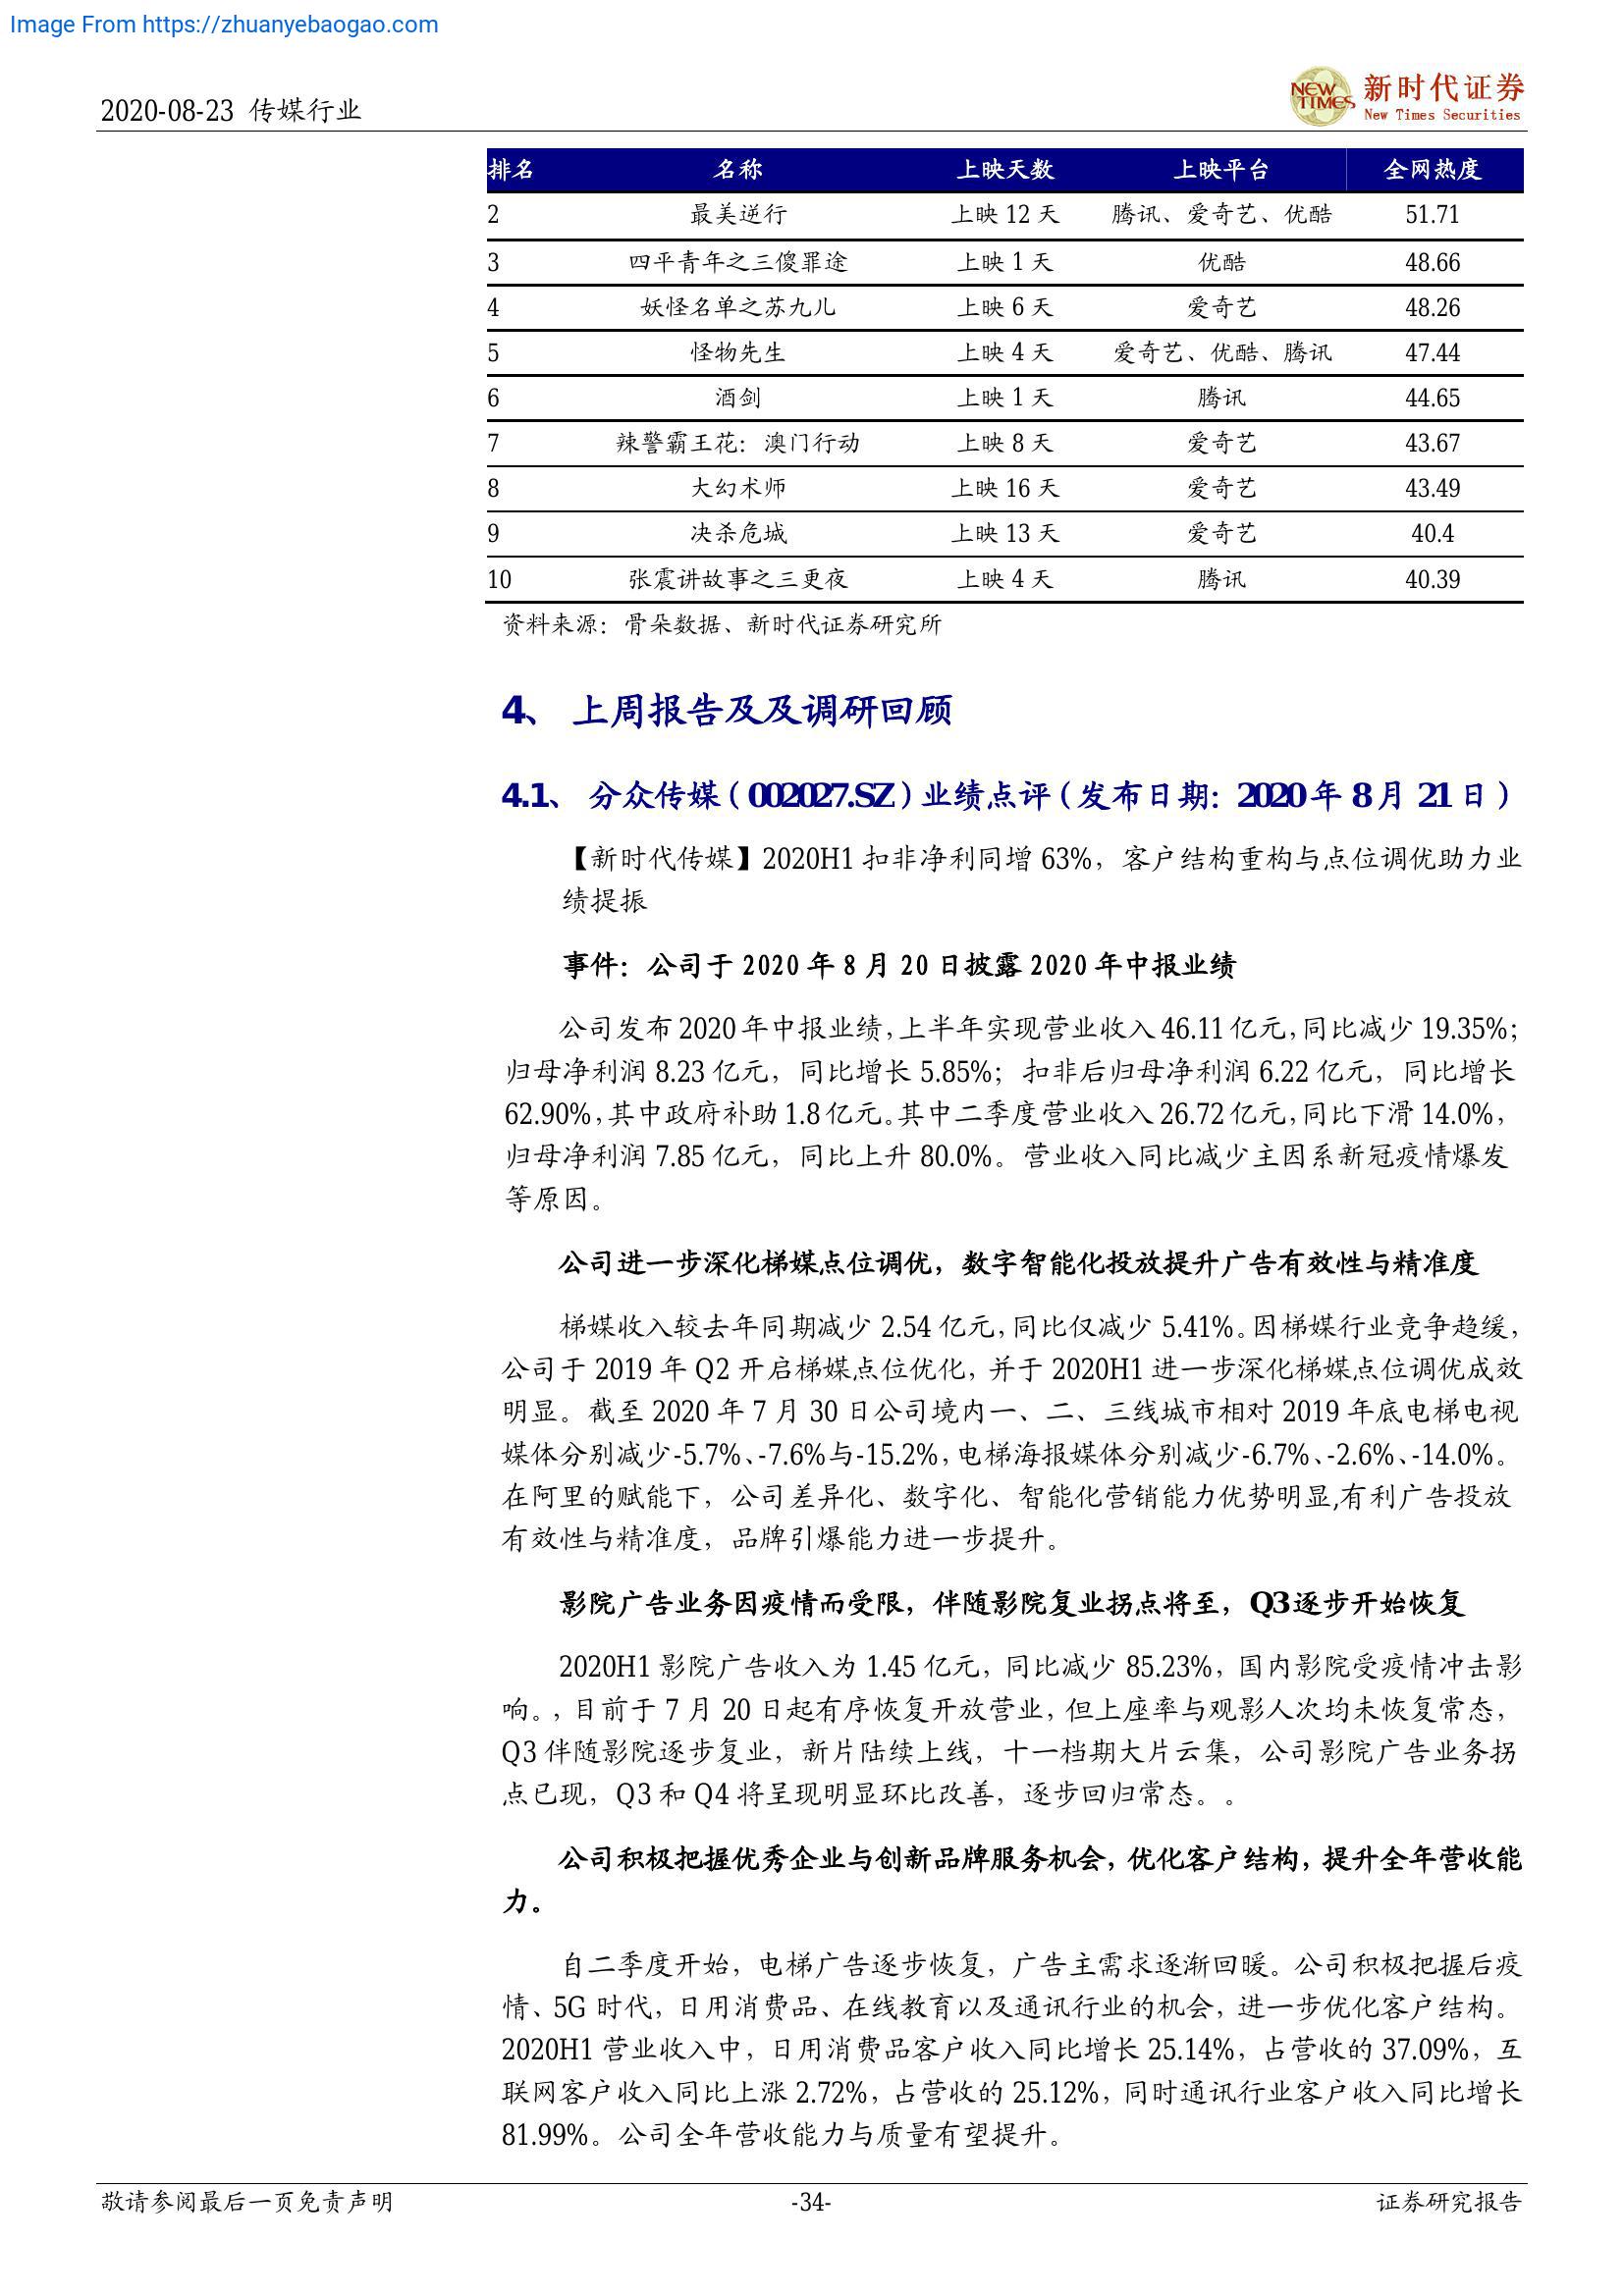 Image From https://zhuanyebaogao.com
2020-08-23 传媒行业
NEW TIMES
新时代证券
New Times Securities
排名 名称 上映天数 上映平台 全网热度
2 最美逆行 上映 12 天 腾讯、爱奇艺、优酷 51.71
3 四平青年之三傻罪途 上映 1 天 优酷 48.66
4 妖怪名单之苏九儿 上映 6 天 爱奇艺 48.26
5 怪物先生 上映 4 天 爱奇艺、优酷、腾讯 47.44
6 酒剑 上映 1 天 腾讯 44.65
7 辣警霸王花：澳门行动 上映 8 天 爱奇艺 43.67
8 大幻术师 上映 16 天 爱奇艺 43.49
9 决杀危城 上映 13 天 爱奇艺 40.4
10 张震讲故事之三更夜 上映 4 天 腾讯 40.39
资料来源：骨朵数据、新时代证券研究所
4、 上周报告及及调研回顾
4.1、 分众传媒（002027.SZ）业绩点评（发布日期：2020 年 8 月 21 日）
【新时代传媒】2020H1 扣非净利同增 63%，客户结构重构与点位调优助力业
绩提振
事件：公司于 2020 年 8 月 20 日披露 2020 年中报业绩
公司发布 2020 年中报业绩，上半年实现营业收入 46.11 亿元，同比减少 19.35%；
归母净利润 8.23 亿元，同比增长 5.85%；扣非后归母净利润 6.22 亿元，同比增长
62.90%，其中政府补助 1.8 亿元。其中二季度营业收入 26.72 亿元，同比下滑 14.0%，
归母净利润 7.85 亿元，同比上升 80.0%。营业收入同比减少主因系新冠疫情爆发
等原因。
公司进一步深化梯媒点位调优，数字智能化投放提升广告有效性与精准度
梯媒收入较去年同期减少 2.54 亿元，同比仅减少 5.41%。因梯媒行业竞争趋缓，
公司于 2019 年 Q2 开启梯媒点位优化，并于 2020H1 进一步深化梯媒点位调优成效
明显。截至 2020 年 7 月 30 日公司境内一、二、三线城市相对 2019 年底电梯电视
媒体分别减少-5.7%、-7.6%与-15.2%，电梯海报媒体分别减少-6.7%、-2.6%、-14.0%。
在阿里的赋能下，公司差异化、数字化、智能化营销能力优势明显,有利广告投放
有效性与精准度，品牌引爆能力进一步提升。
影院广告业务因疫情而受限，伴随影院复业拐点将至，Q3 逐步开始恢复
2020H1 影院广告收入为 1.45 亿元，同比减少 85.23%，国内影院受疫情冲击影
响。，目前于 7 月 20 日起有序恢复开放营业，但上座率与观影人次均未恢复常态，
Q3 伴随影院逐步复业，新片陆续上线，十一档期大片云集，公司影院广告业务拐
点已现，Q3 和 Q4 将呈现明显环比改善，逐步回归常态。。
公司积极把握优秀企业与创新品牌服务机会，优化客户结构，提升全年营收能
力。
自二季度开始，电梯广告逐步恢复，广告主需求逐渐回暖。公司积极把握后疫
情、5G 时代，日用消费品、在线教育以及通讯行业的机会，进一步优化客户结构。
2020H1 营业收入中，日用消费品客户收入同比增长 25.14%，占营收的 37.09%，互
联网客户收入同比上涨 2.72%，占营收的 25.12%，同时通讯行业客户收入同比增长
81.99%。公司全年营收能力与质量有望提升。
敬请参阅最后一页免责声明 -34- 证券研究报告